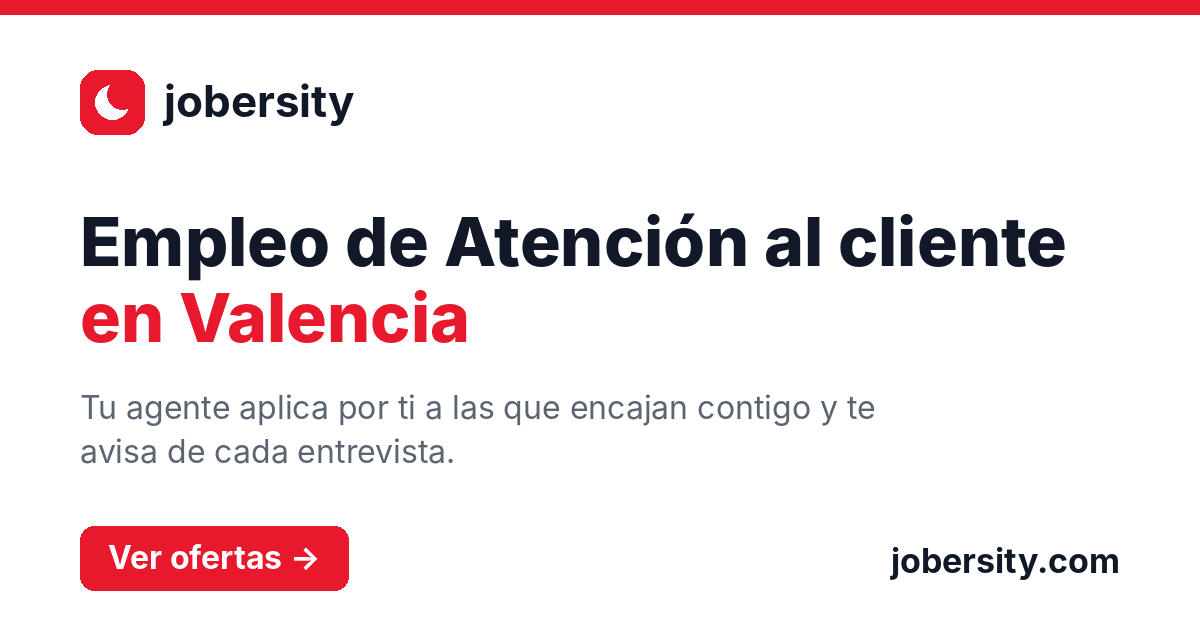 jobersity
Empleo de Atención al cliente
en Valencia
Tu agente aplica por ti a las que encajan contigo y te
avisa de cada entrevista.
Ver ofertas →
jobersity.com